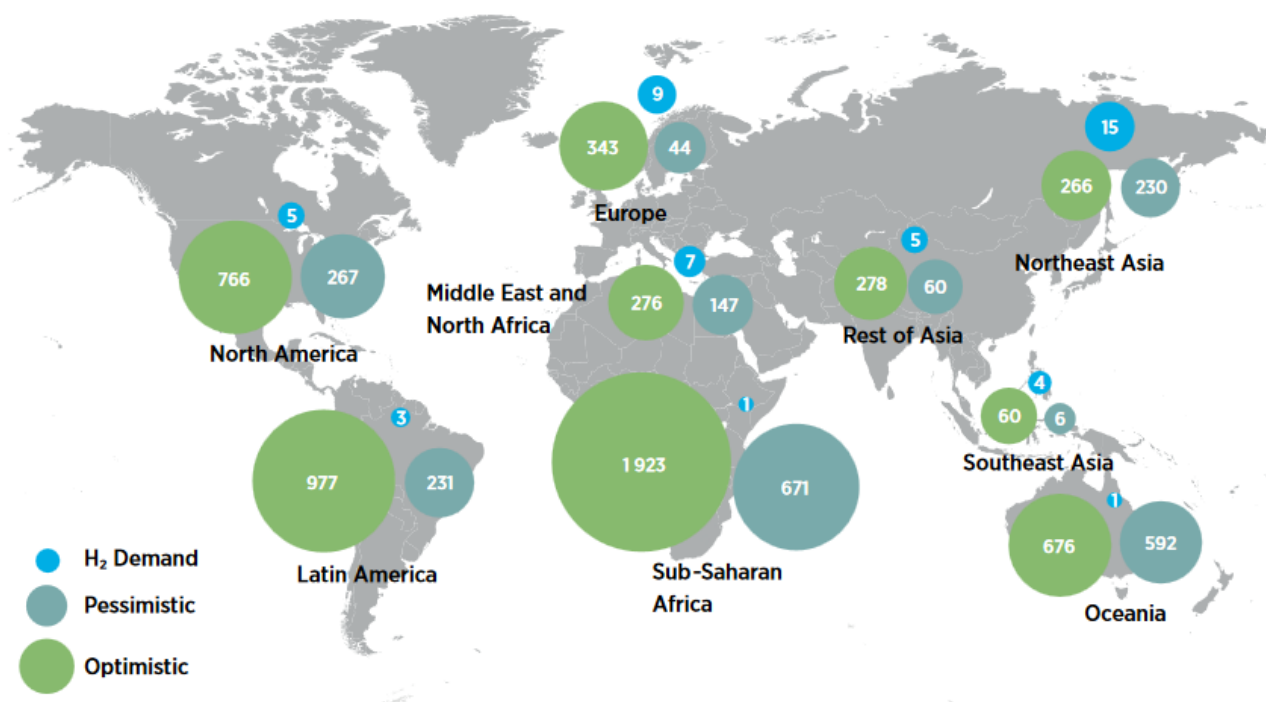 9
343
44
Europe
15
266
230
Northeast Asia
5
766
267
North America
7
276
147
Middle East and
North Africa
5
278
60
Rest of Asia
4
60
6
Southeast Asia
3
977
231
Latin America
1
1 923
671
Sub-Saharan
Africa
1
676
592
Oceania
H₂ Demand
Pessimistic
Optimistic